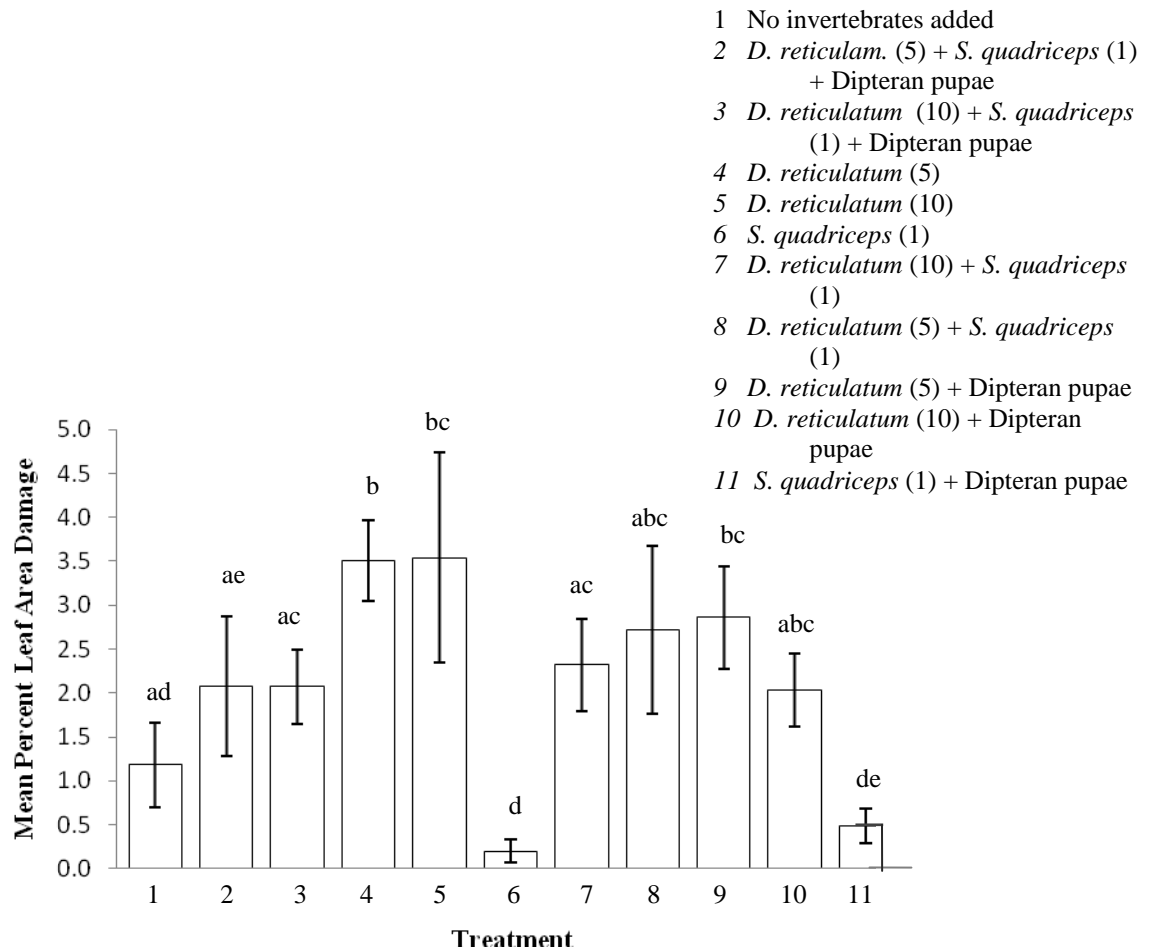 1 No invertebrates added
2 D. reticulam. (5) + S. quadriceps (1)
+ Dipteran pupae
3 D. reticulatum (10) + S. quadriceps
(1) + Dipteran pupae
4 D. reticulatum (5)
5 D. reticulatum (10)
6 S. quadriceps (1)
7 D. reticulatum (10) + S. quadriceps
(1)
8 D. reticulatum (5) + S. quadriceps
(1)
9 D. reticulatum (5) + Dipteran pupae
10 D. reticulatum (10) + Dipteran
pupae
11 S. quadriceps (1) + Dipteran pupae
Mean Percent Leaf Area Damage
5.0
4.5
4.0
3.5
3.0
2.5
2.0
1.5
1.0
0.5
0.0
ad
ae
ac
b
bc
d
ac
abc
bc
abc
de
1 2 3 4 5 6 7 8 9 10 11
Treatment